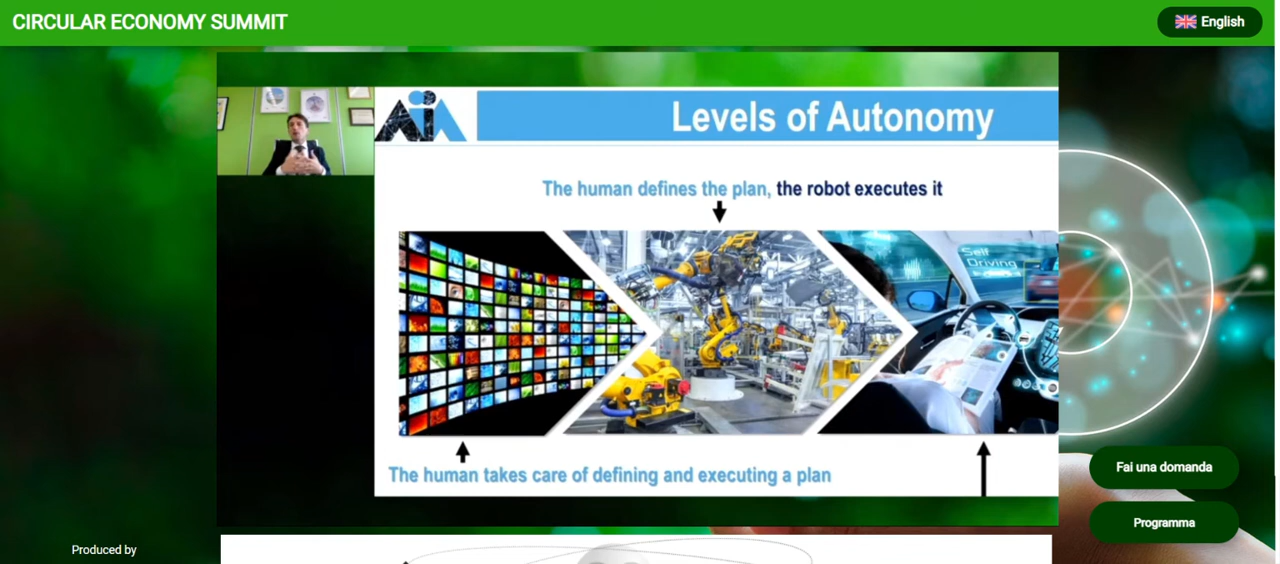 CIRCULAR ECONOMY SUMMIT
English
AiA
Levels of Autonomy
The human defines the plan, the robot executes it
Self
Driving
The human takes care of defining and executing a plan
Fai una domanda
Programma
Produced by